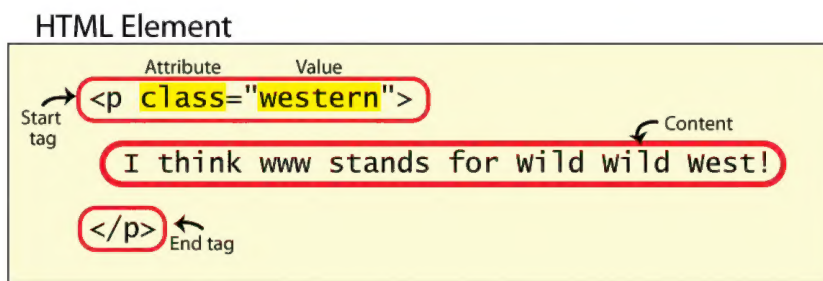 HTML Element
Attribute Value
<p class="western">
Start
tag
Content
I think www stands for Wild Wild West!
</p>
End tag